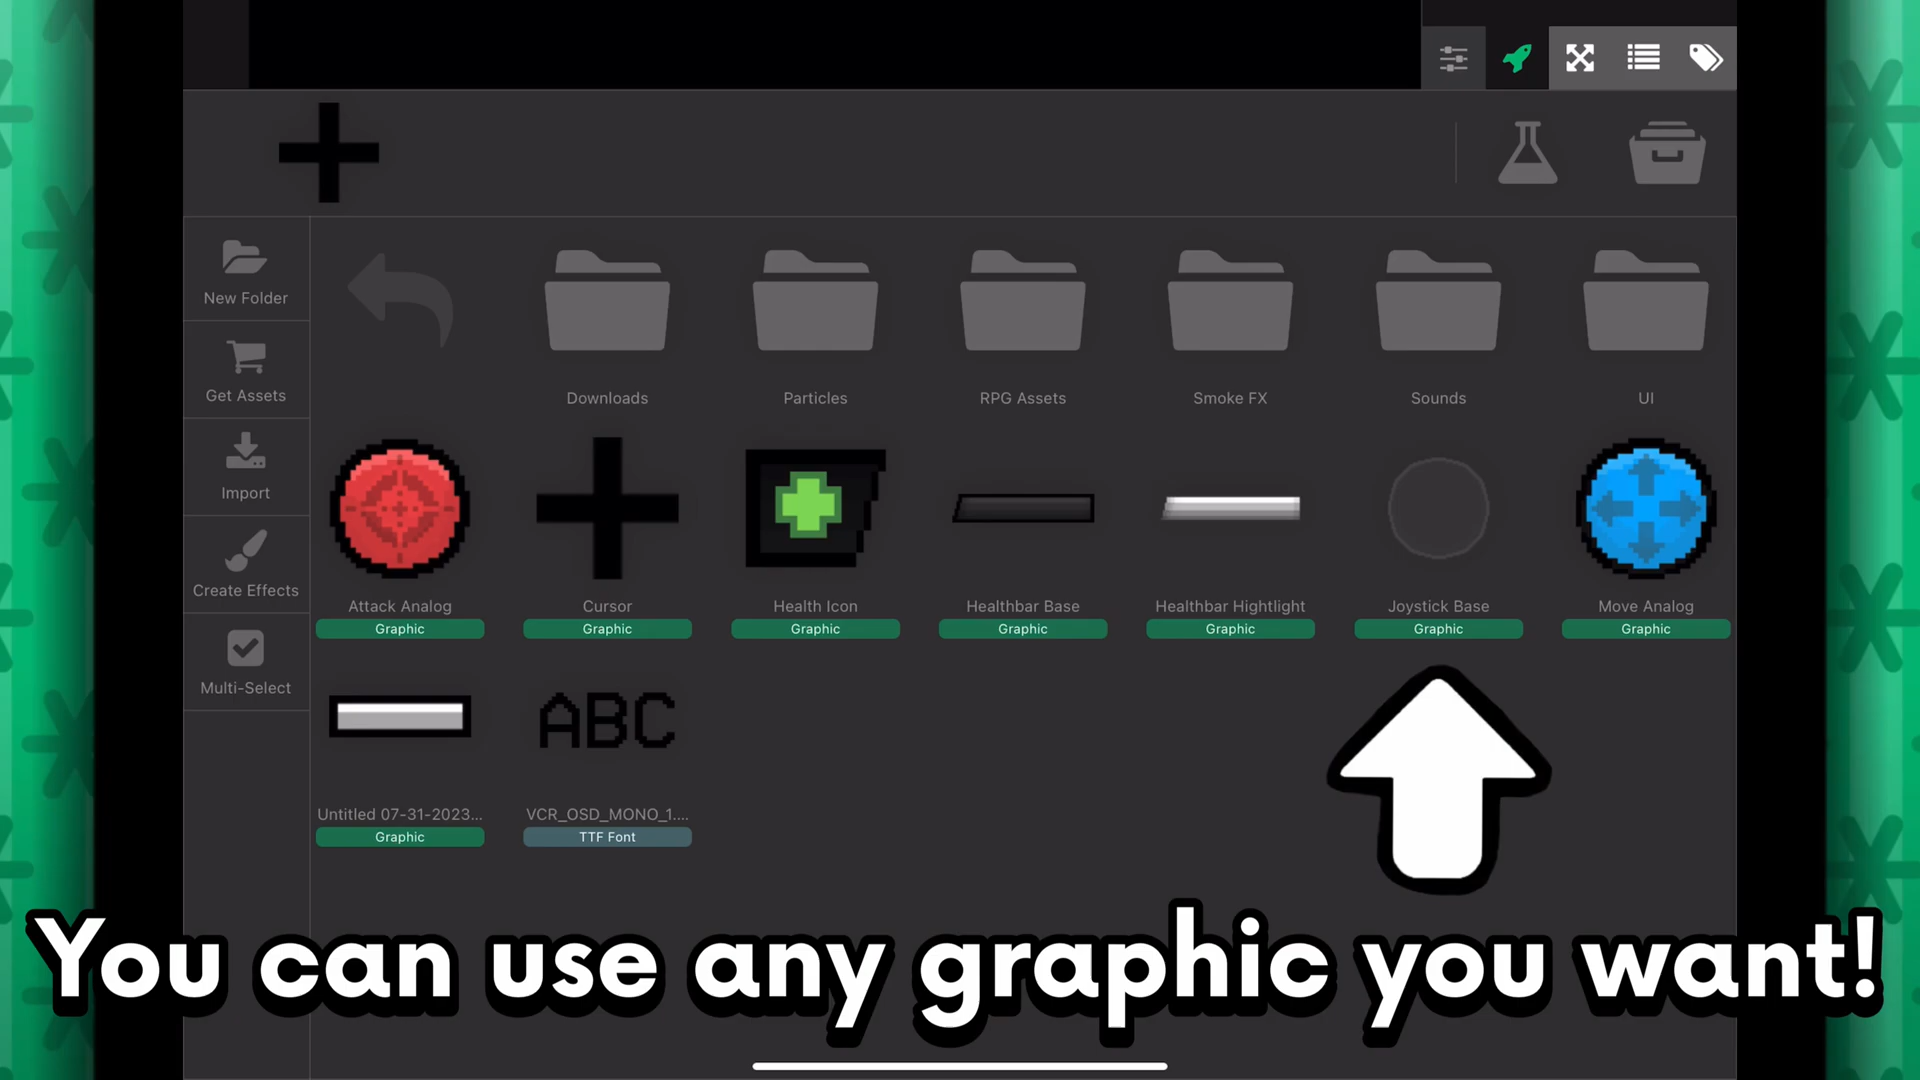 New Folder
Get Assets
Import
Create Effects
Multi-Select
Downloads
Particles
RPG Assets
Smoke FX
Sounds
UI
Attack Analog
Graphic
Cursor
Graphic
Health Icon
Graphic
Healthbar Base
Graphic
Healthbar Hightlight
Graphic
Joystick Base
Graphic
Move Analog
Graphic
ABC
Untitled 07-31-2023...
Graphic
VCR_OSD_MONO_1....
TTF Font
You can use any graphic you want!